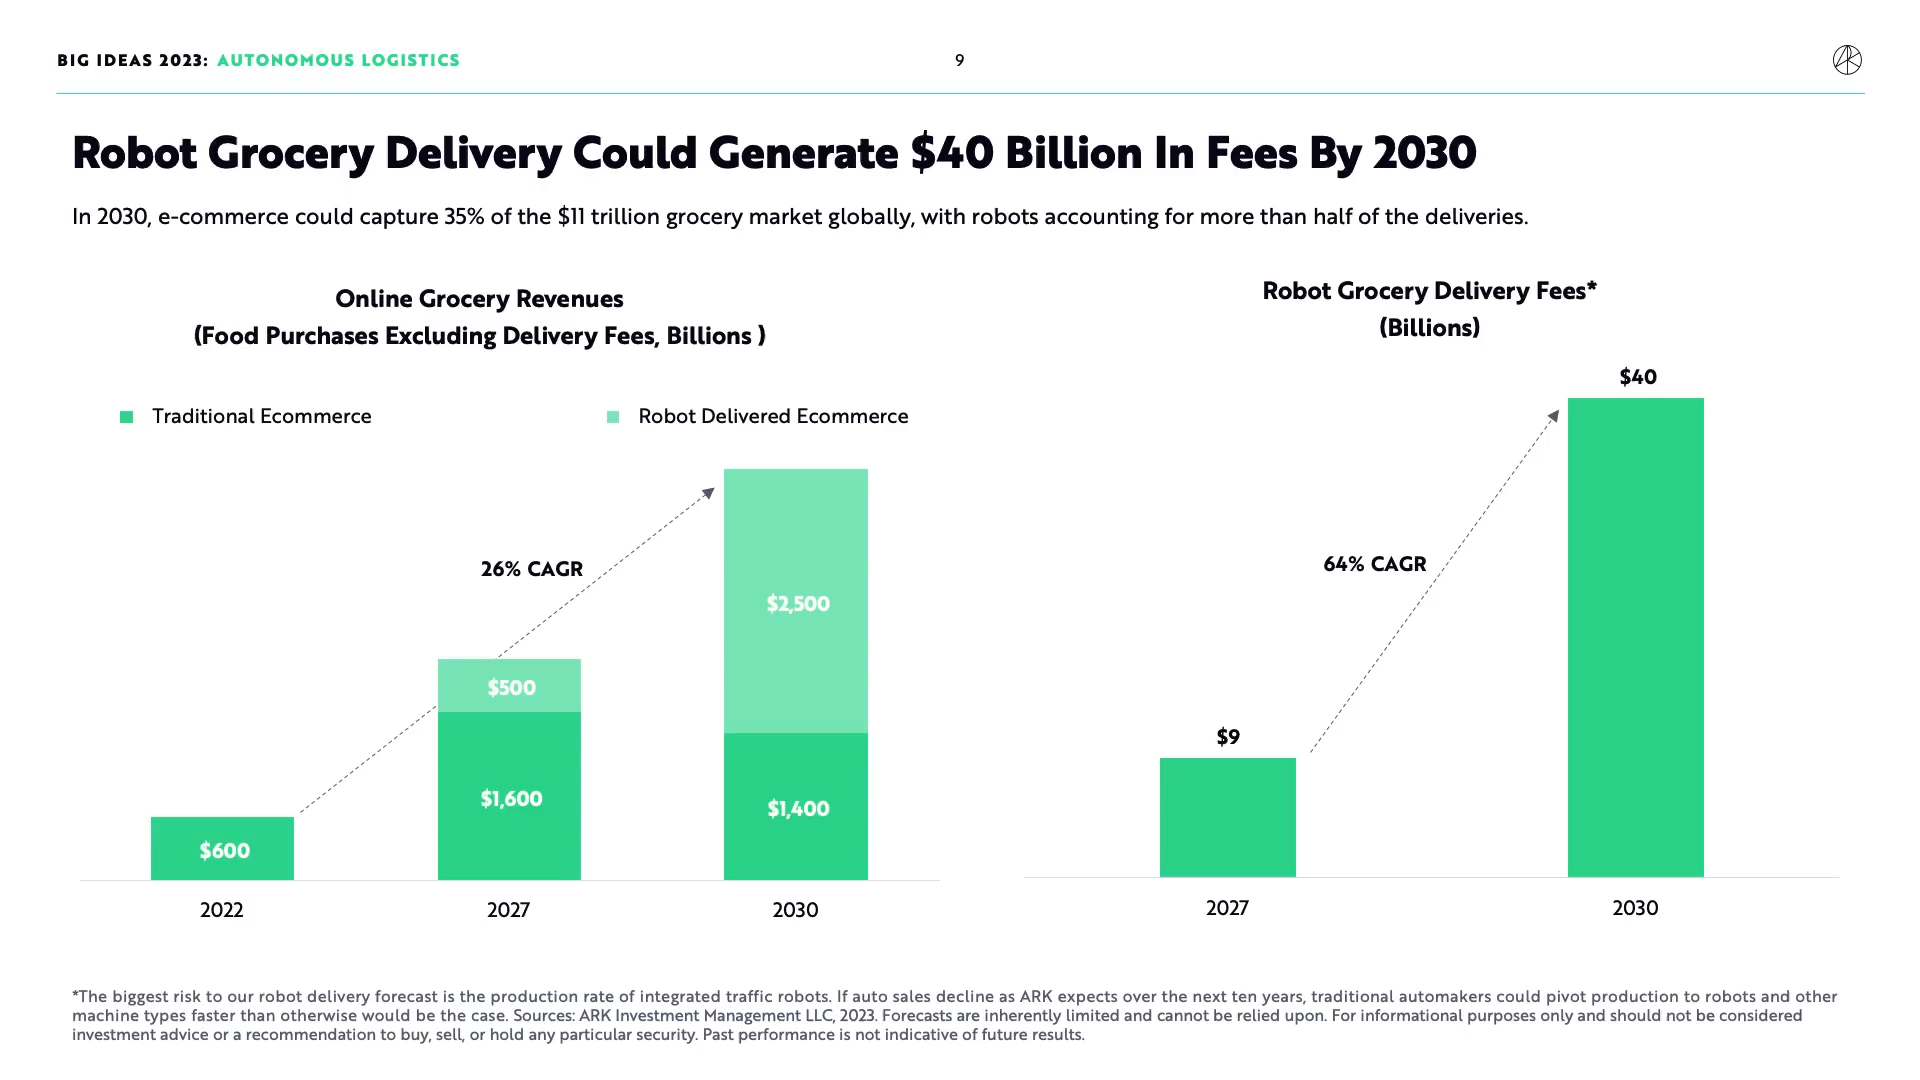 BIG IDEAS 2023: AUTONOMOUS LOGISTICS
9
Robot Grocery Delivery Could Generate $40 Billion In Fees By 2030
In 2030, e-commerce could capture 35% of the $11 trillion grocery market globally, with robots accounting for more than half of the deliveries.
Online Grocery Revenues
(Food Purchases Excluding Delivery Fees, Billions )
Traditional Ecommerce
Robot Delivered Ecommerce
26% CAGR
$2,500
$500
$1,600
$1,400
$600
2022
2027
2030
Robot Grocery Delivery Fees*
(Billions)
$40
64% CAGR
$9
2027
2030
*The biggest risk to our robot delivery forecast is the production rate of integrated traffic robots. If auto sales decline as ARK expects over the next ten years, traditional automakers could pivot production to robots and other
machine types faster than otherwise would be the case. Sources: ARK Investment Management LLC, 2023. Forecasts are inherently limited and cannot be relied upon. For informational purposes only and should not be considered
investment advice or a recommendation to buy, sell, or hold any particular security. Past performance is not indicative of future results.